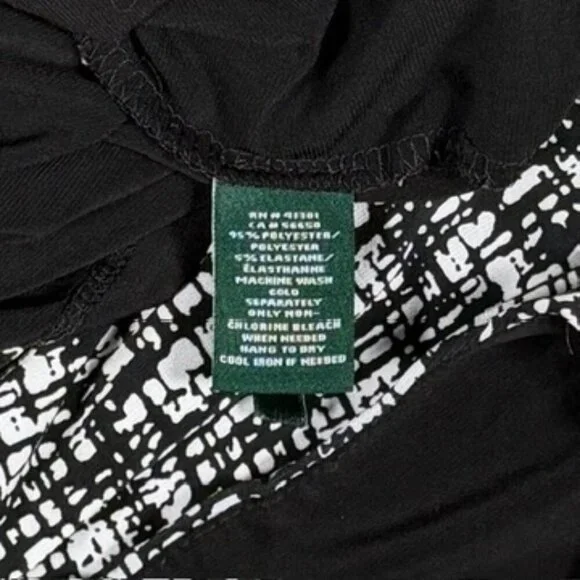 RN # 41381
CA # 56650
95% POLYESTER/
POLYESTER
5% ELASTANE/
ÉLASTHANNE
MACHINE WASH
COLD
SEPARATELY
ONLY NON-
CHLORINE BLEACH
WHEN NEEDED
HANG TO DRY
COOL IRON IF NEEDED